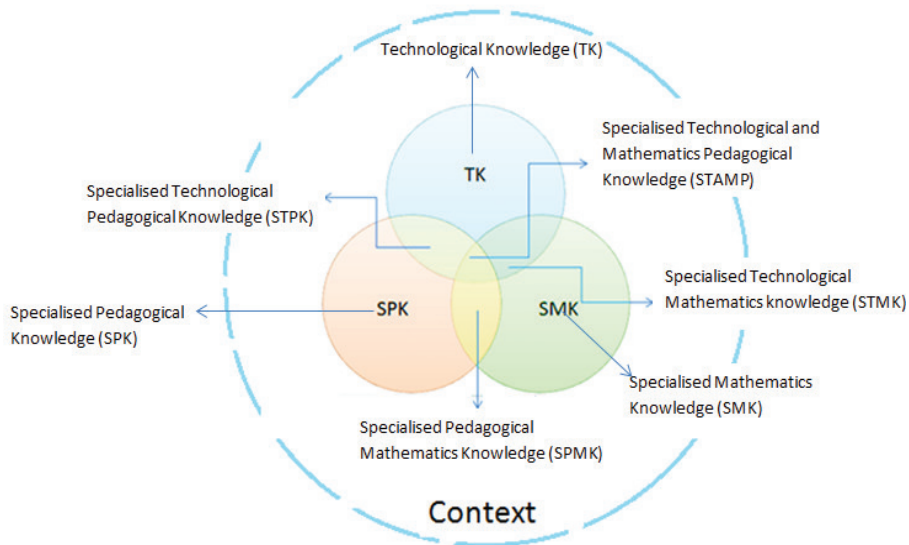 Technological Knowledge (TK)
Specialised Technological and
Mathematics Pedagogical
Knowledge (STAMP)
TK
Specialised Technological
Pedagogical Knowledge (STPK)
Specialised Technological
Mathematics knowledge (STMK)
SPK
SMK
Specialised Pedagogical
Knowledge (SPK)
Specialised Mathematics
Knowledge (SMK)
Specialised Pedagogical
Mathematics Knowledge (SPMK)
Context